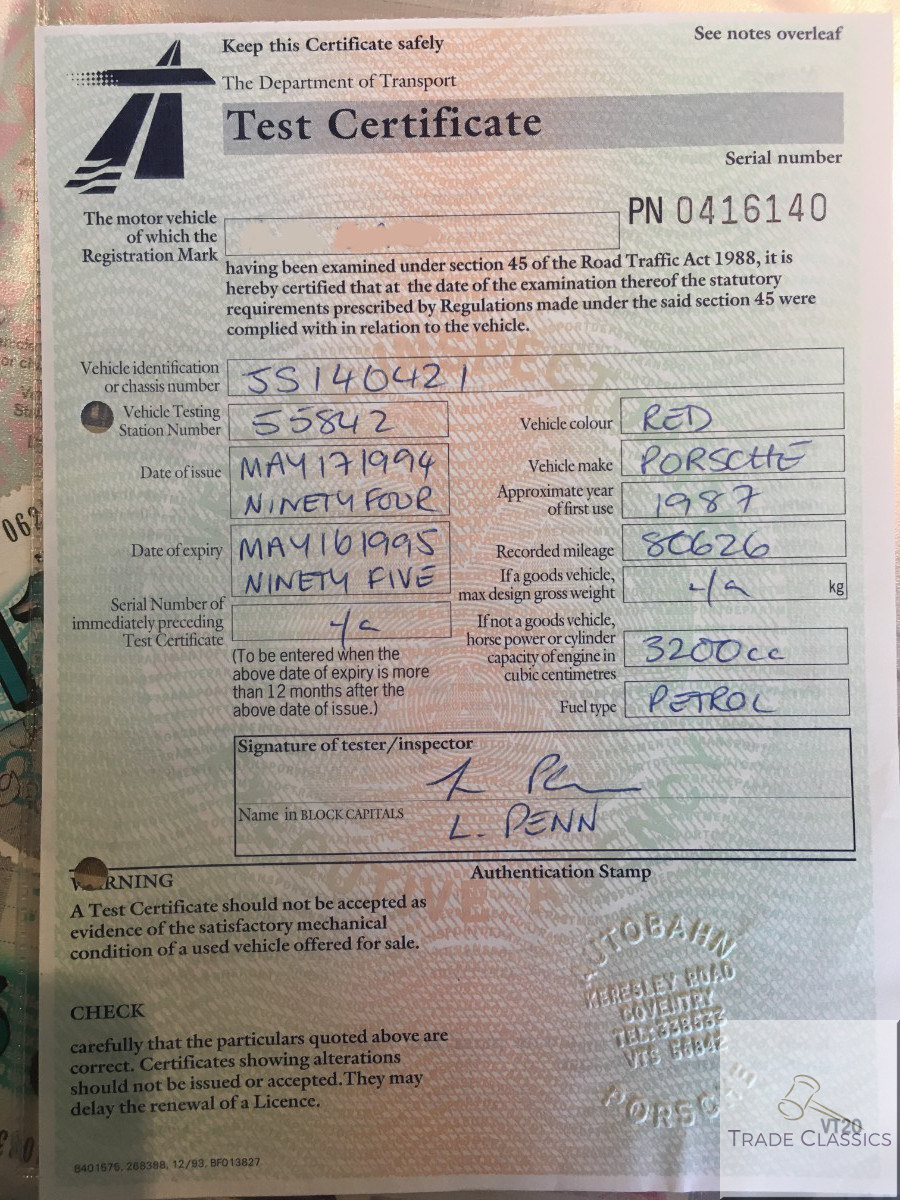 Keep this Certificate safely
See notes overleaf
The Department of Transport
Test Certificate
Serial number
PN 0416140
The motor vehicle
of which the
Registration Mark
having been examined under section 45 of the Road Traffic Act 1988, it is
hereby certified that at the date of the examination thereof the statutory
requirements prescribed by Regulations made under the said section 45 were
complied with in relation to the vehicle.
Vehicle identification
or chassis number
JS140421
Vehicle Testing
Station Number
55842
Vehicle colour
RED
Date of issue
MAY 17 1994
NINETY FOUR
Vehicle make
PORSCHE
Approximate year
of first use
1987
Date of expiry
MAY 16 1995
NINETY FIVE
Recorded mileage
80626
If a goods vehicle,
max design gross weight
kg
Serial Number of
immediately preceding
Test Certificate
(To be entered when the
above date of expiry is more
than 12 months after the
above date of issue.)
If not a goods vehicle,
horse power or cylinder
capacity of engine in
cubic centimetres
3200cc
Fuel type
PETROL
Signature of tester/inspector
Name in BLOCK CAPITALS
L. PENN
Authentication Stamp
A Test Certificate should not be accepted as
evidence of the satisfactory mechanical
condition of a used vehicle offered for sale.
AUTOBAHN
KERESLEY ROAD
COVENTRY
VTS 55842
CHECK
carefully that the particulars quoted above are
correct. Certificates showing alterations
should not be issued or accepted. They may
delay the renewal of a Licence.
VT20
TRADE CLASSICS
8401676, 268388, 12/93, BF013827